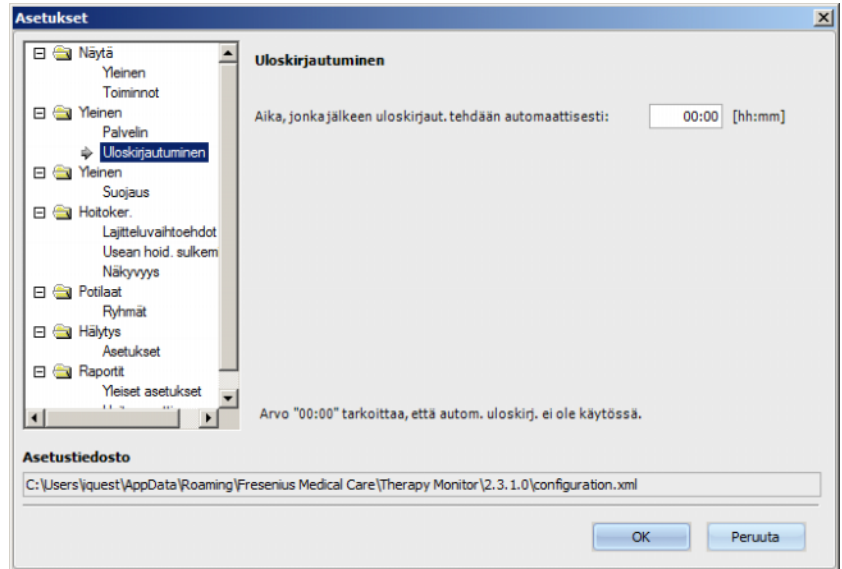 Asetukset
Näytä
Yleinen
Toiminnot
Yleinen
Palvelin
Uloskirjautuminen
Yleinen
Suojaus
Hoitoker.
Lajitteluvaihtoehdot
Usean hoid. sulkem
Näkyvyys
Potilaat
Ryhmät
Hälytys
Asetukset
Raportit
Yleiset asetukset
Uloskirjautuminen
Aika, jonka jälkeen uloskirjaut. tehdään automaattisesti: 00:00 [hh:mm]
Arvo "00:00" tarkoittaa, että autom. uloskirj. ei ole käytössä.
Asetustiedosto
C:\Users\iquest\AppData\Roaming\Fresenius Medical Care\Therapy Monitor\2.3.1.0\configuration.xml
OK Peruuta